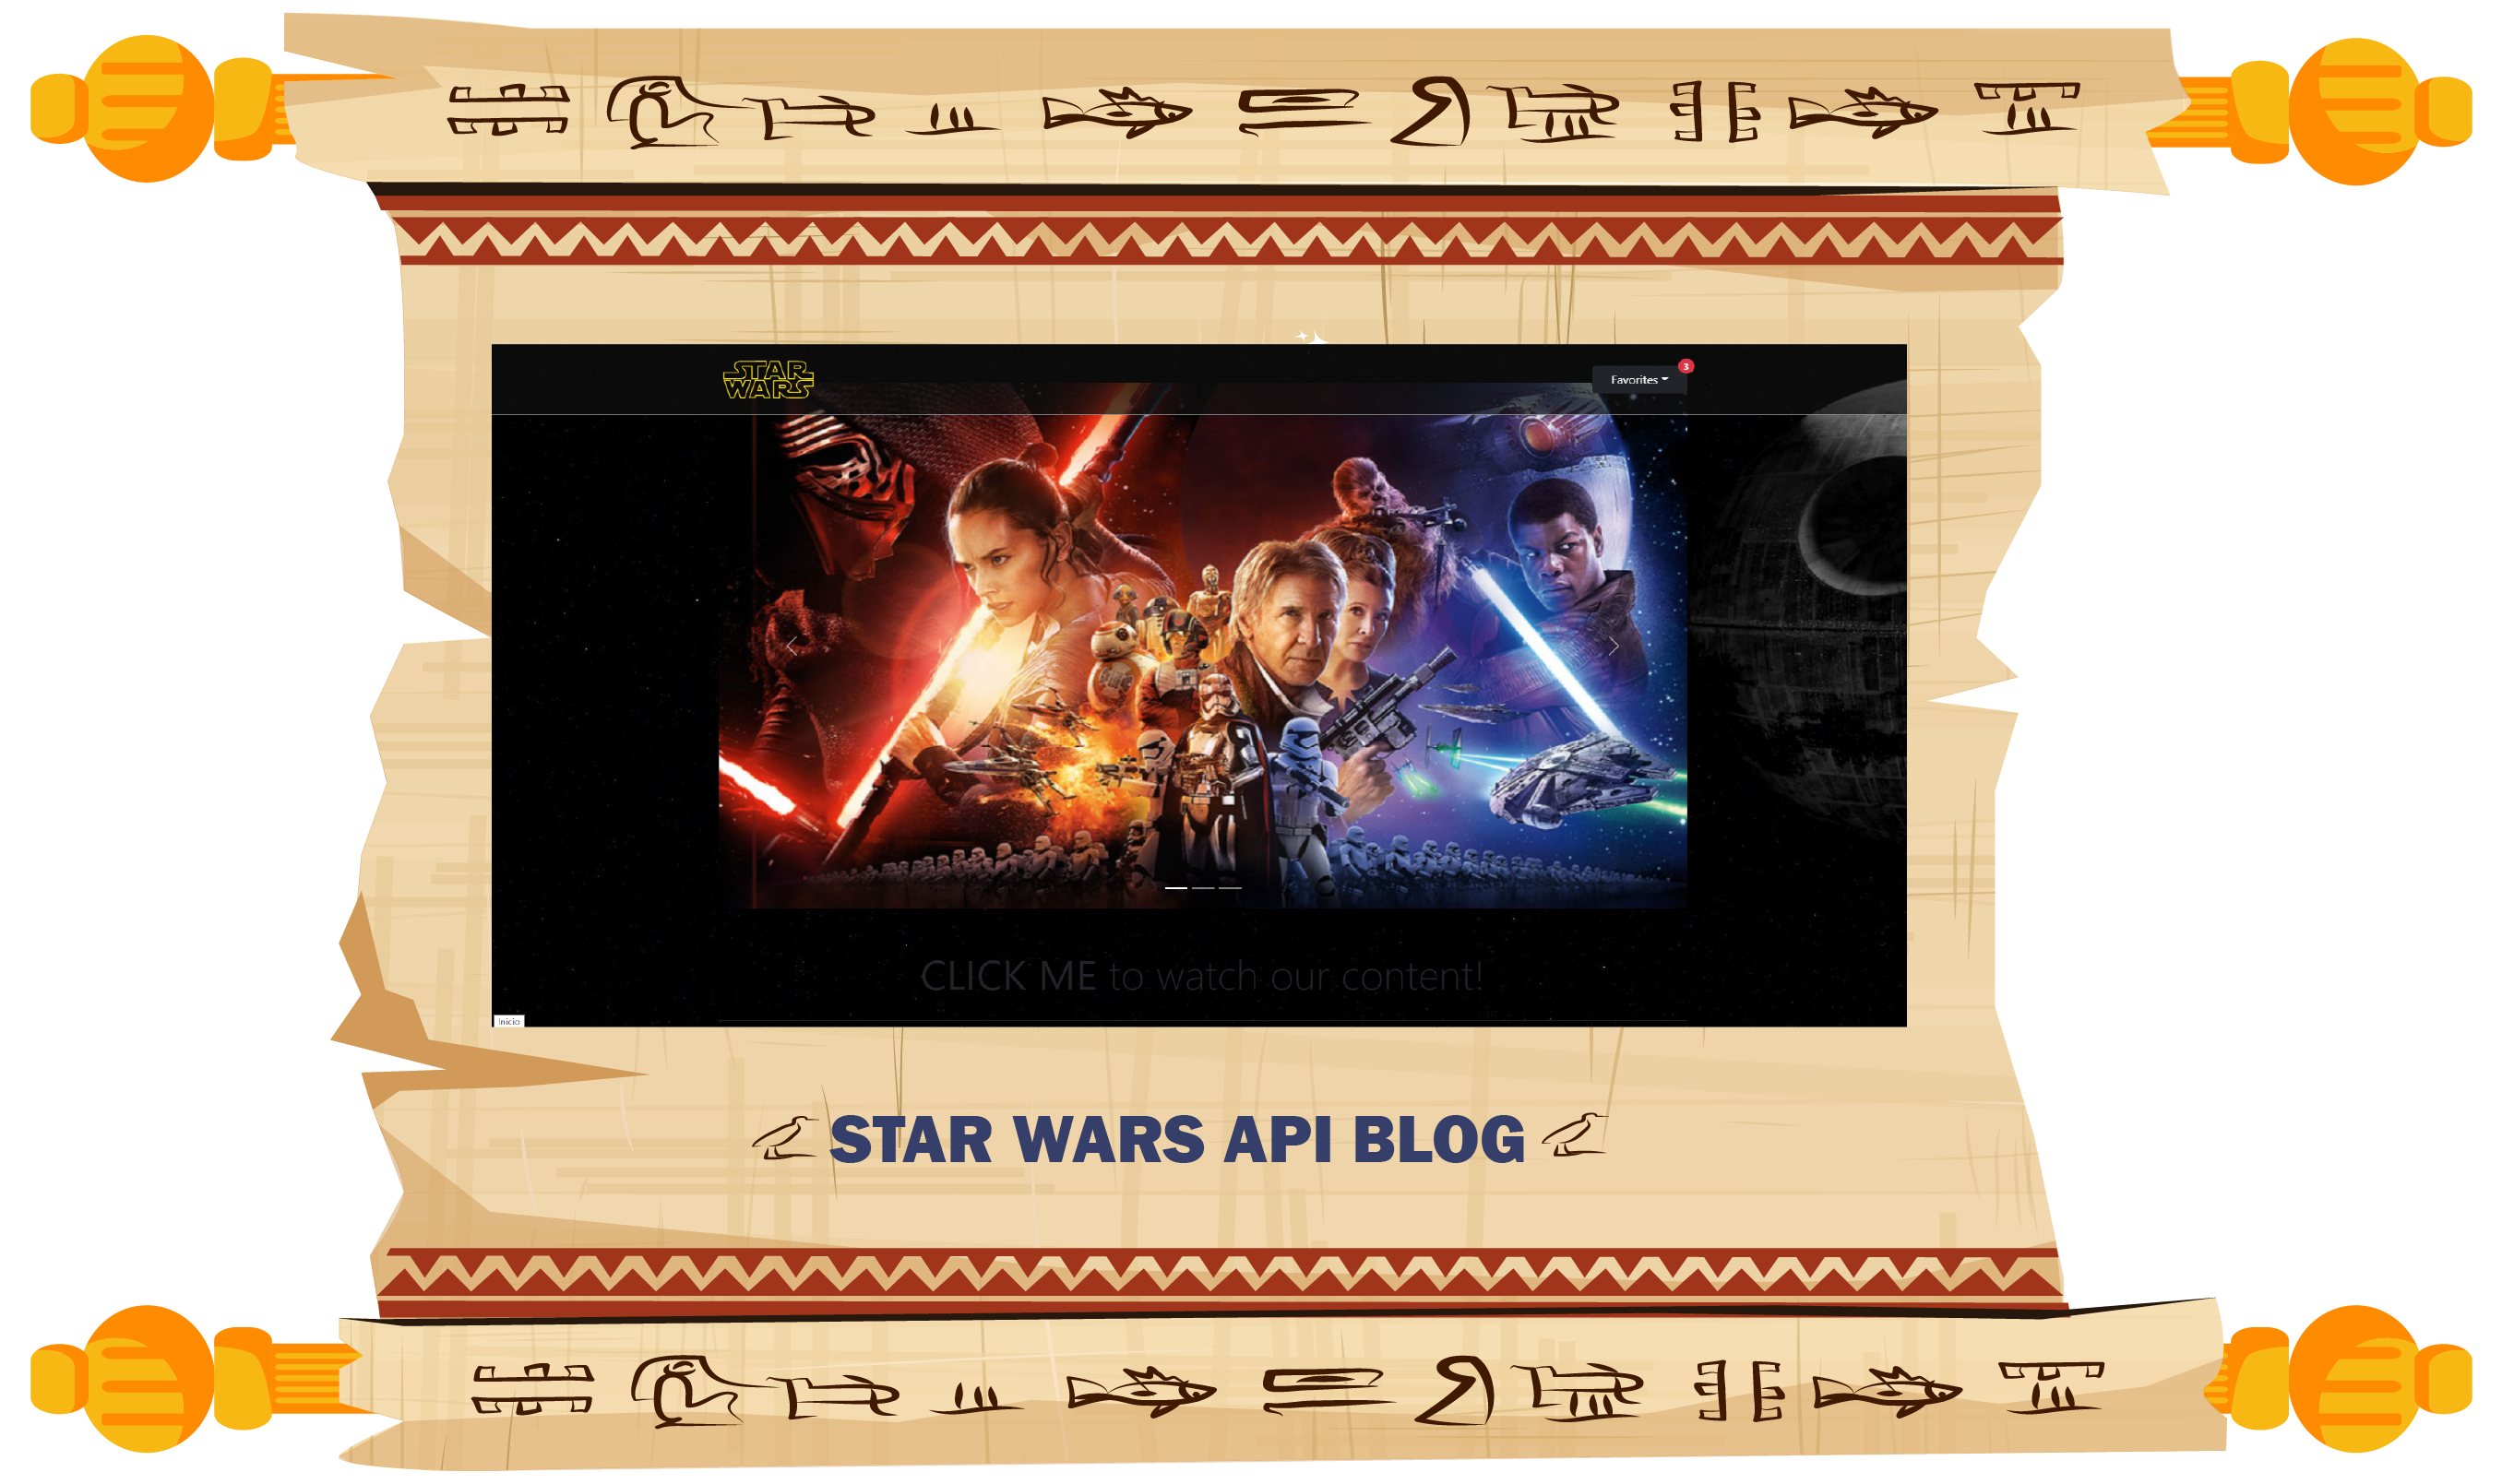 STAR
WARS
Favorites
3
CLICK ME to watch our content!
Inicio
STAR WARS API BLOG